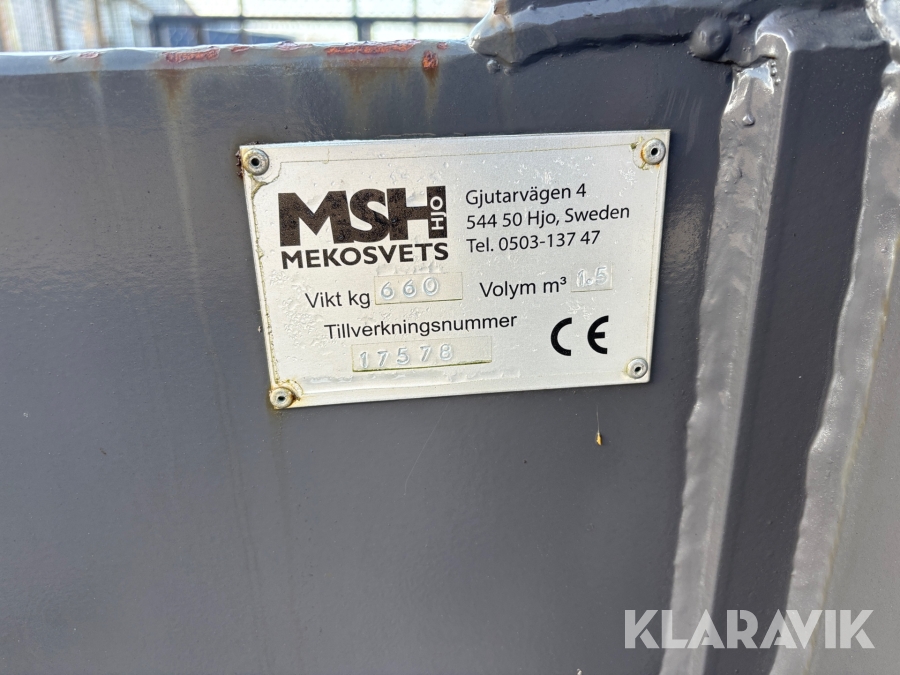 MSH HJO
MEKOSVETS
Gjutarvägen 4
544 50 Hjo, Sweden
Tel. 0503-137 47
Vikt kg 660 Volym m³ 1.5
Tillverkningsnummer
17578
CE
KLARAVIK